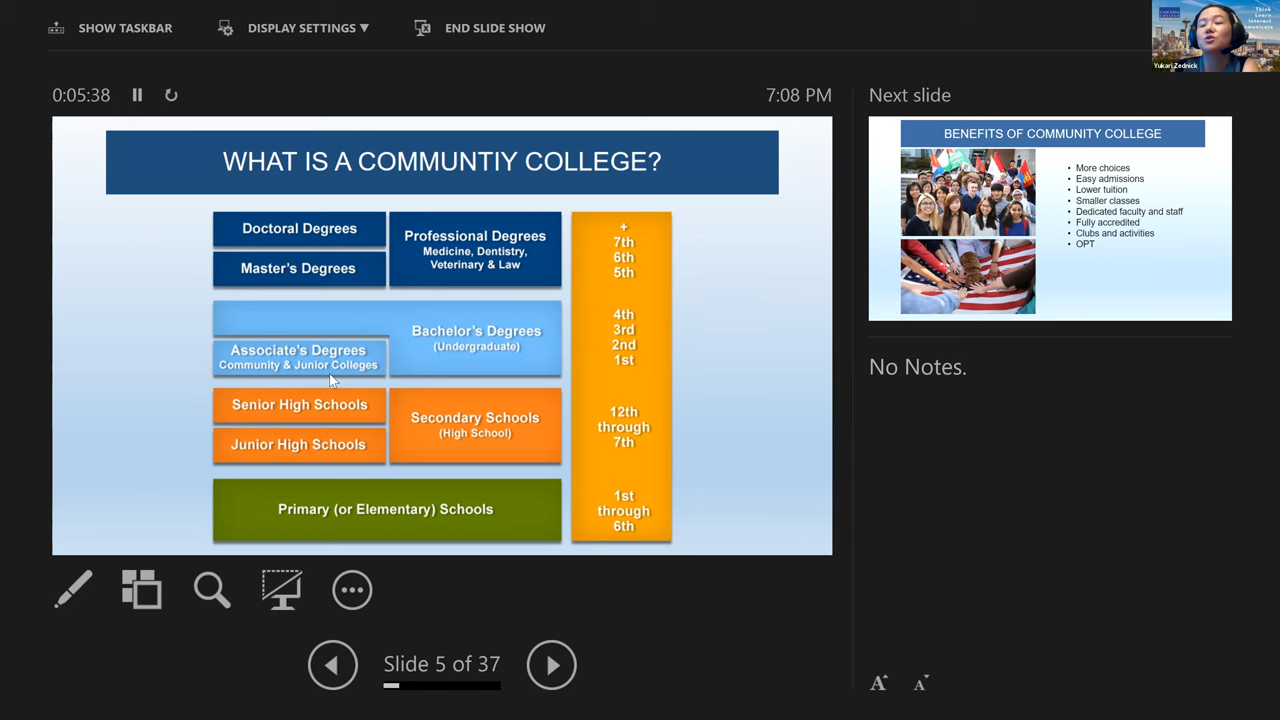 SHOW TASKBAR
DISPLAY SETTINGS ▼
END SLIDE SHOW
Think
Learn
Interact
Yukari Zednick
0:05:38
7:08 PM
Next slide
WHAT IS A COMMUNTIY COLLEGE?
Doctoral Degrees
Master's Degrees
Professional Degrees
Medicine, Dentistry,
Veterinary & Law
+
7th
6th
5th
Bachelor's Degrees
(Undergraduate)
Associate's Degrees
Community & Junior Colleges
4th
3rd
2nd
1st
Senior High Schools
Junior High Schools
Secondary Schools
(High School)
12th
through
7th
Primary (or Elementary) Schools
1st
through
6th
BENEFITS OF COMMUNITY COLLEGE
• More choices
• Easy admissions
• Lower tuition
• Smaller classes
• Dedicated faculty and staff
• Fully accredited
• Clubs and activities
• OPT
No Notes.
Slide 5 of 37
A
A